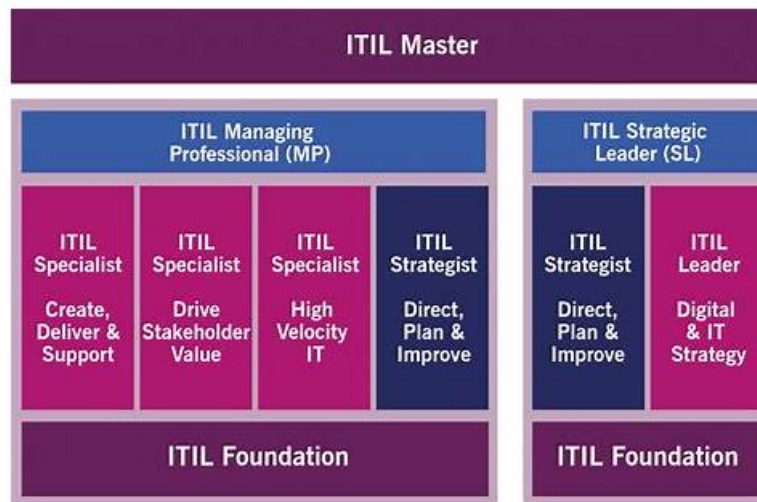 ITIL Master
ITIL Managing
Professional (MP)
ITIL Specialist
Create,
Deliver &
Support
ITIL
Specialist
Drive
Stakeholder
Value
ITIL
Specialist
High
Velocity
IT
ITIL
Strategist
Direct,
Plan &
Improve
ITIL Foundation
ITIL Strategic
Leader (SL)
ITIL
Strategist
Direct,
Plan &
Improve
ITIL
Leader
Digital
& IT
Strategy
ITIL Foundation